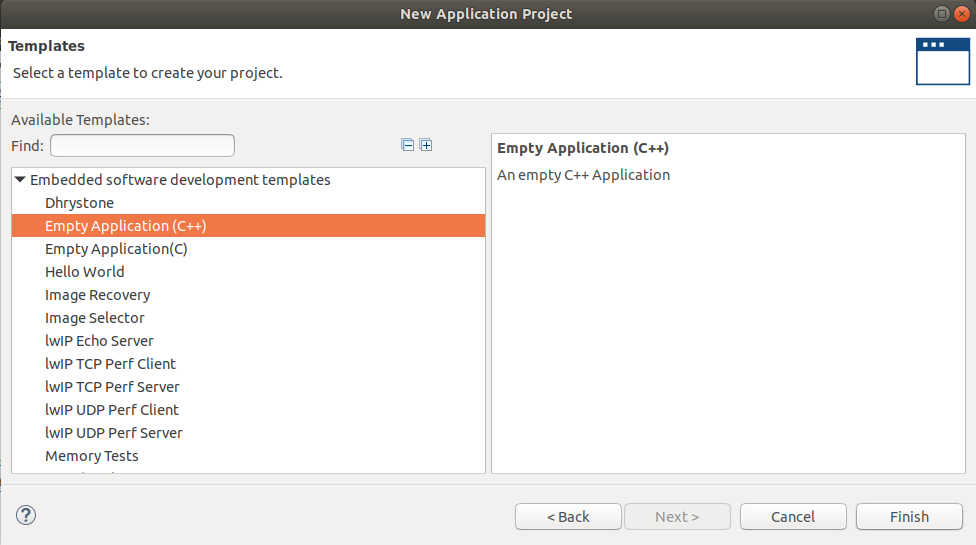 New Application Project
Templates
Select a template to create your project.
Available Templates:
Find:
Embedded software development templates
Dhrystone
Empty Application (C++)
Empty Application(C)
Hello World
Image Recovery
Image Selector
lwIP Echo Server
lwIP TCP Perf Client
lwIP TCP Perf Server
lwIP UDP Perf Client
lwIP UDP Perf Server
Memory Tests
Empty Application (C++)
An empty C++ Application
?
< Back
Next >
Cancel
Finish